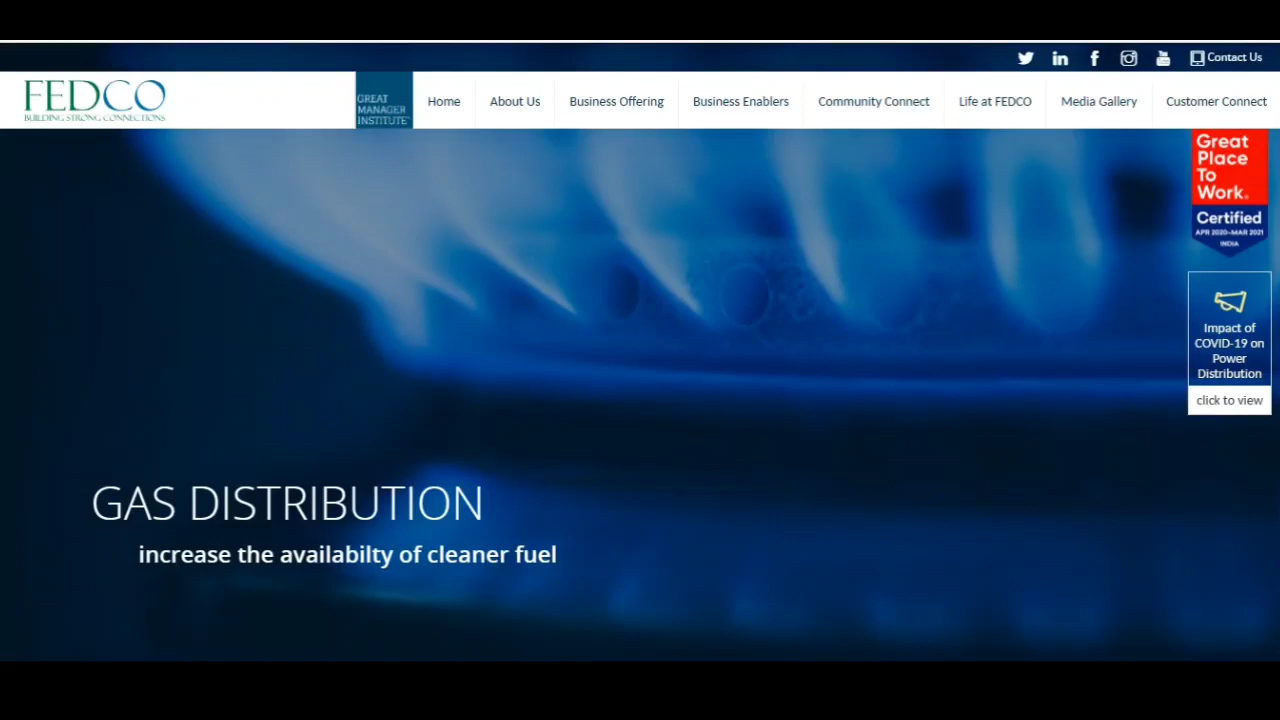 Contact Us
FEDCO
BUILDING STRONG CONNECTIONS
GREAT
MANAGER
INSTITUTE™
Home
About Us
Business Offering
Business Enablers
Community Connect
Life at FEDCO
Media Gallery
Customer Connect
Great
Place
To
Work.
Certified
APR 2020-MAR 2021
INDIA
Impact of
COVID-19 on
Power
Distribution
click to view
GAS DISTRIBUTION
increase the availabilty of cleaner fuel